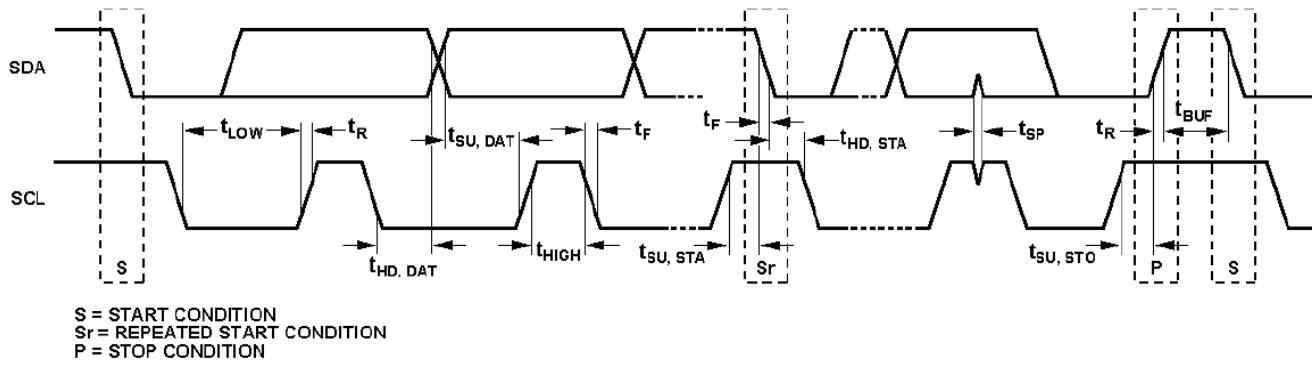 SDA
tLOW
tR
tSU, DAT
tF
tF
tHD, STA
tSP
tR
tBUF
SCL
tHD, DAT
tHIGH
tSU, STA
tSU, STO
S
Sr
P
S
S = START CONDITION
Sr = REPEATED START CONDITION
P = STOP CONDITION